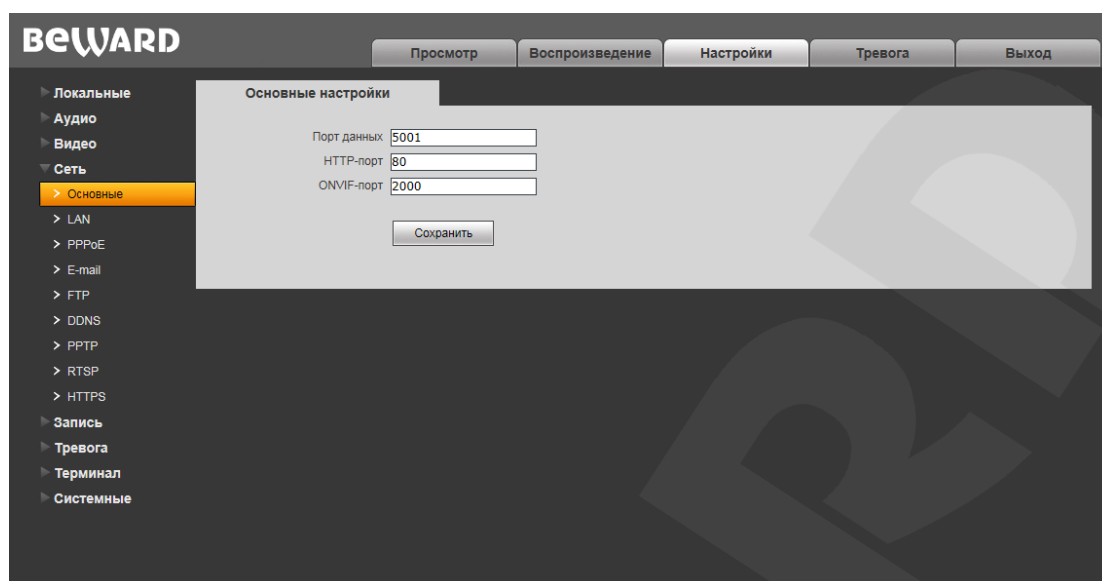 BEWARD
Просмотр
Воспроизведение
Настройки
Тревога
Выход
Локальные
Аудио
Видео
Сеть
> Основные
> LAN
> PPPoE
> E-mail
> FTP
> DDNS
> PPTP
> RTSP
> HTTPS
Запись
Тревога
Терминал
Системные
Основные настройки
Порт данных 5001
HTTP-порт 80
ONVIF-порт 2000
Сохранить
RD